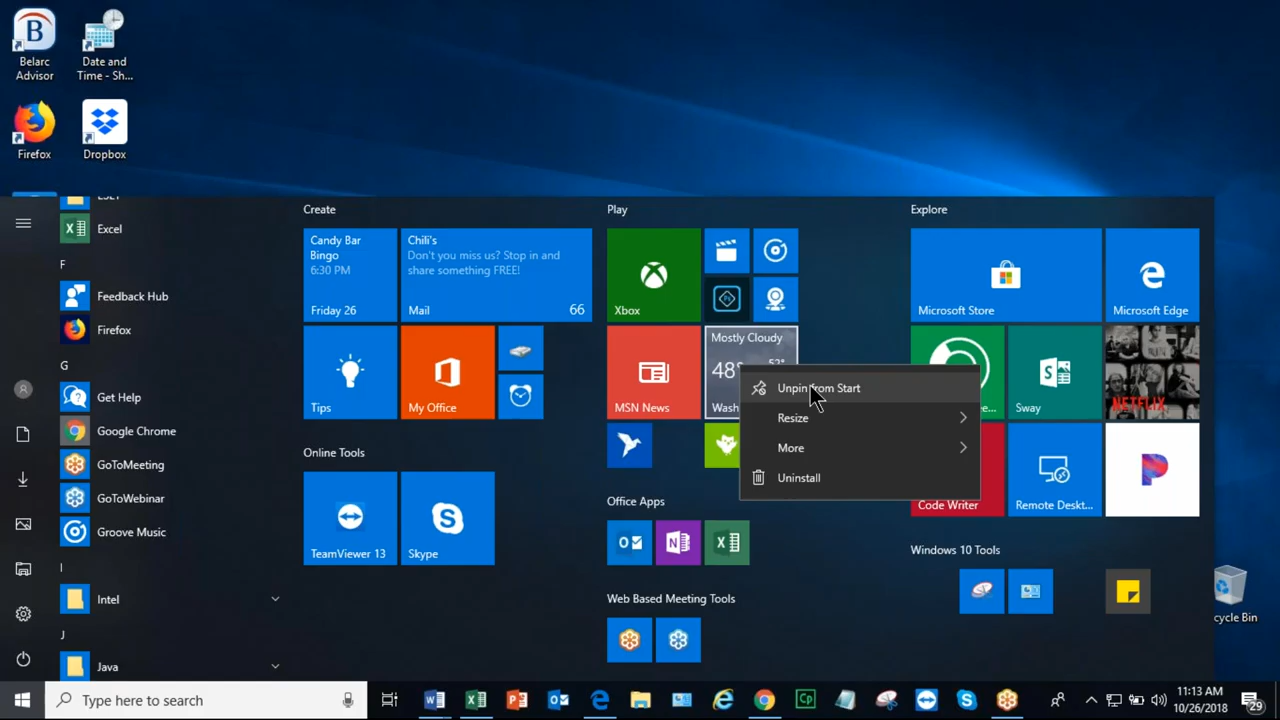 Belarc
Advisor
Date and
Time - Sh...
Firefox
Dropbox
Excel
F
Feedback Hub
Firefox
G
Get Help
Google Chrome
GoToMeeting
GoToWebinar
Groove Music
I
Intel
J
Java
Create
Candy Bar
Bingo
6:30 PM
Friday 26
Chili's
Don't you miss us? Stop in and
share something FREE!
Mail
66
Tips
My Office
Online Tools
TeamViewer 13
Skype
Play
Xbox
MSN News
Mostly Cloudy
48°
52°
Wash
Unpin from Start
Resize
More
Uninstall
Office Apps
Web Based Meeting Tools
Explore
Microsoft Store
Microsoft Edge
e...
Sway
NETFLIX
Code Writer
Remote Deskt...
Windows 10 Tools
cycle Bin
Type here to search
11:13 AM
10/26/2018
29